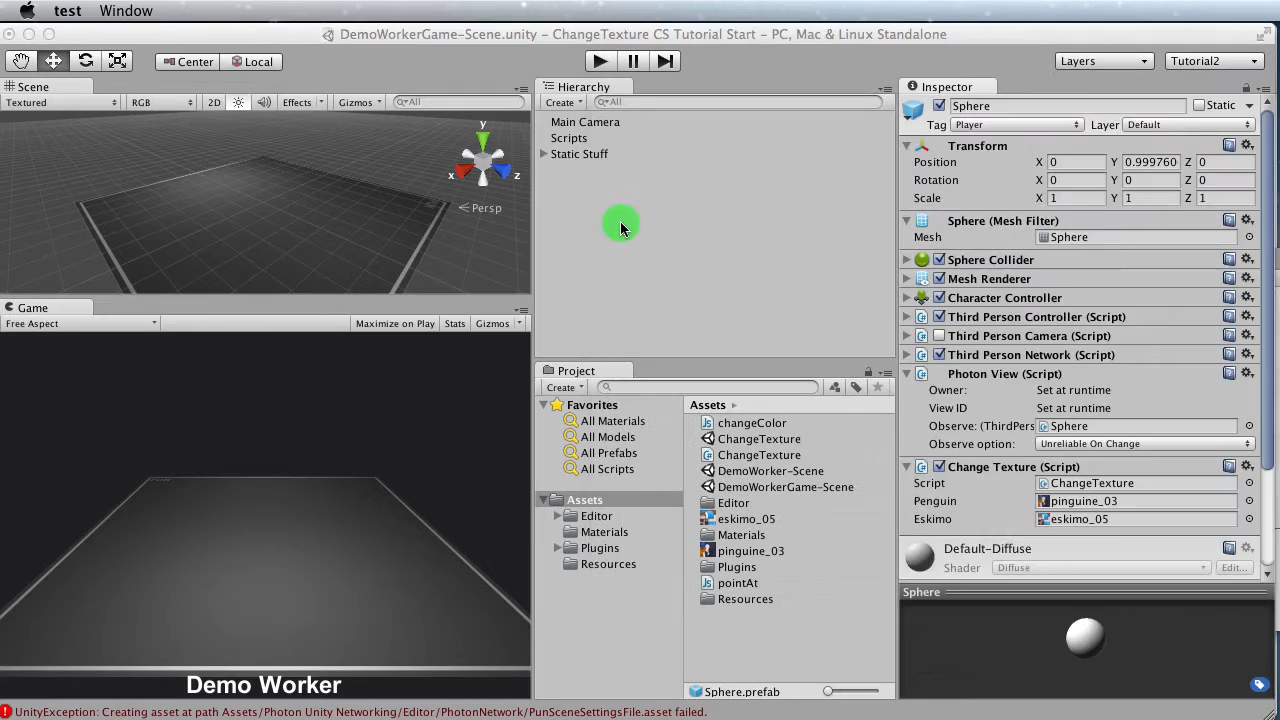 test Window
DemoWorkerGame-Scene.unity – ChangeTexture CS Tutorial Start – PC, Mac & Linux Standalone
Center Local Layers Tutorial2
Scene
Textured RGB 2D Effects Gizmos All
y
x z
Persp
Game
Free Aspect Maximize on Play Stats Gizmos
Demo Worker
Hierarchy
Create All
Main Camera
Scripts
Static Stuff
Project
Create
Favorites
All Materials
All Models
All Prefabs
All Scripts
Assets
Editor
Materials
Plugins
Resources
Assets
changeColor
ChangeTexture
ChangeTexture
DemoWorker-Scene
DemoWorkerGame-Scene
Editor
eskimo_05
Materials
pinguine_03
Plugins
pointAt
Resources
Sphere.prefab
Inspector
Sphere Static
Tag Player Layer Default
Transform
Position X 0 Y 0.999760 Z 0
Rotation X 0 Y 0 Z 0
Scale X 1 Y 1 Z 1
Sphere (Mesh Filter)
Mesh Sphere
Sphere Collider
Mesh Renderer
Character Controller
Third Person Controller (Script)
Third Person Camera (Script)
Third Person Network (Script)
Photon View (Script)
Owner: Set at runtime
View ID Set at runtime
Observe: (ThirdPers Sphere
Observe option: Unreliable On Change
Change Texture (Script)
Script ChangeTexture
Penguin pinguine_03
Eskimo eskimo_05
Default-Diffuse
Shader Diffuse Edit...
Sphere
UnityException: Creating asset at path Assets/Photon Unity Networking/Editor/PhotonNetwork/PunSceneSettingsFile.asset failed.